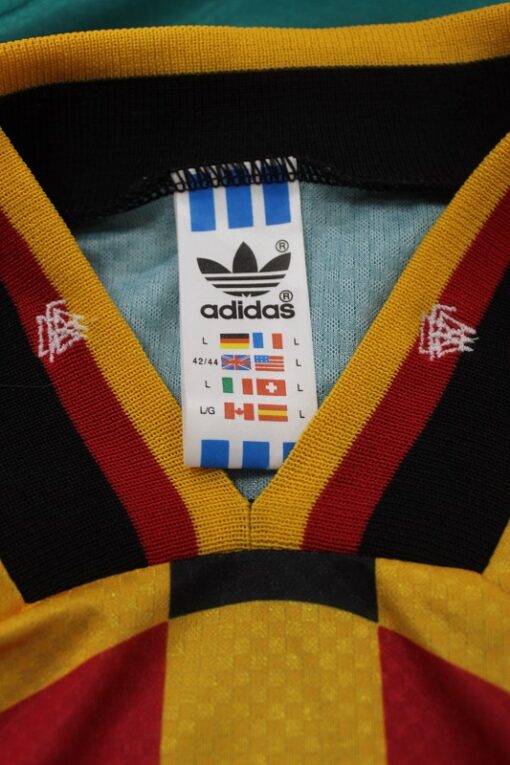 ®
adidas®
L L
42/44 L
L L
L/G L